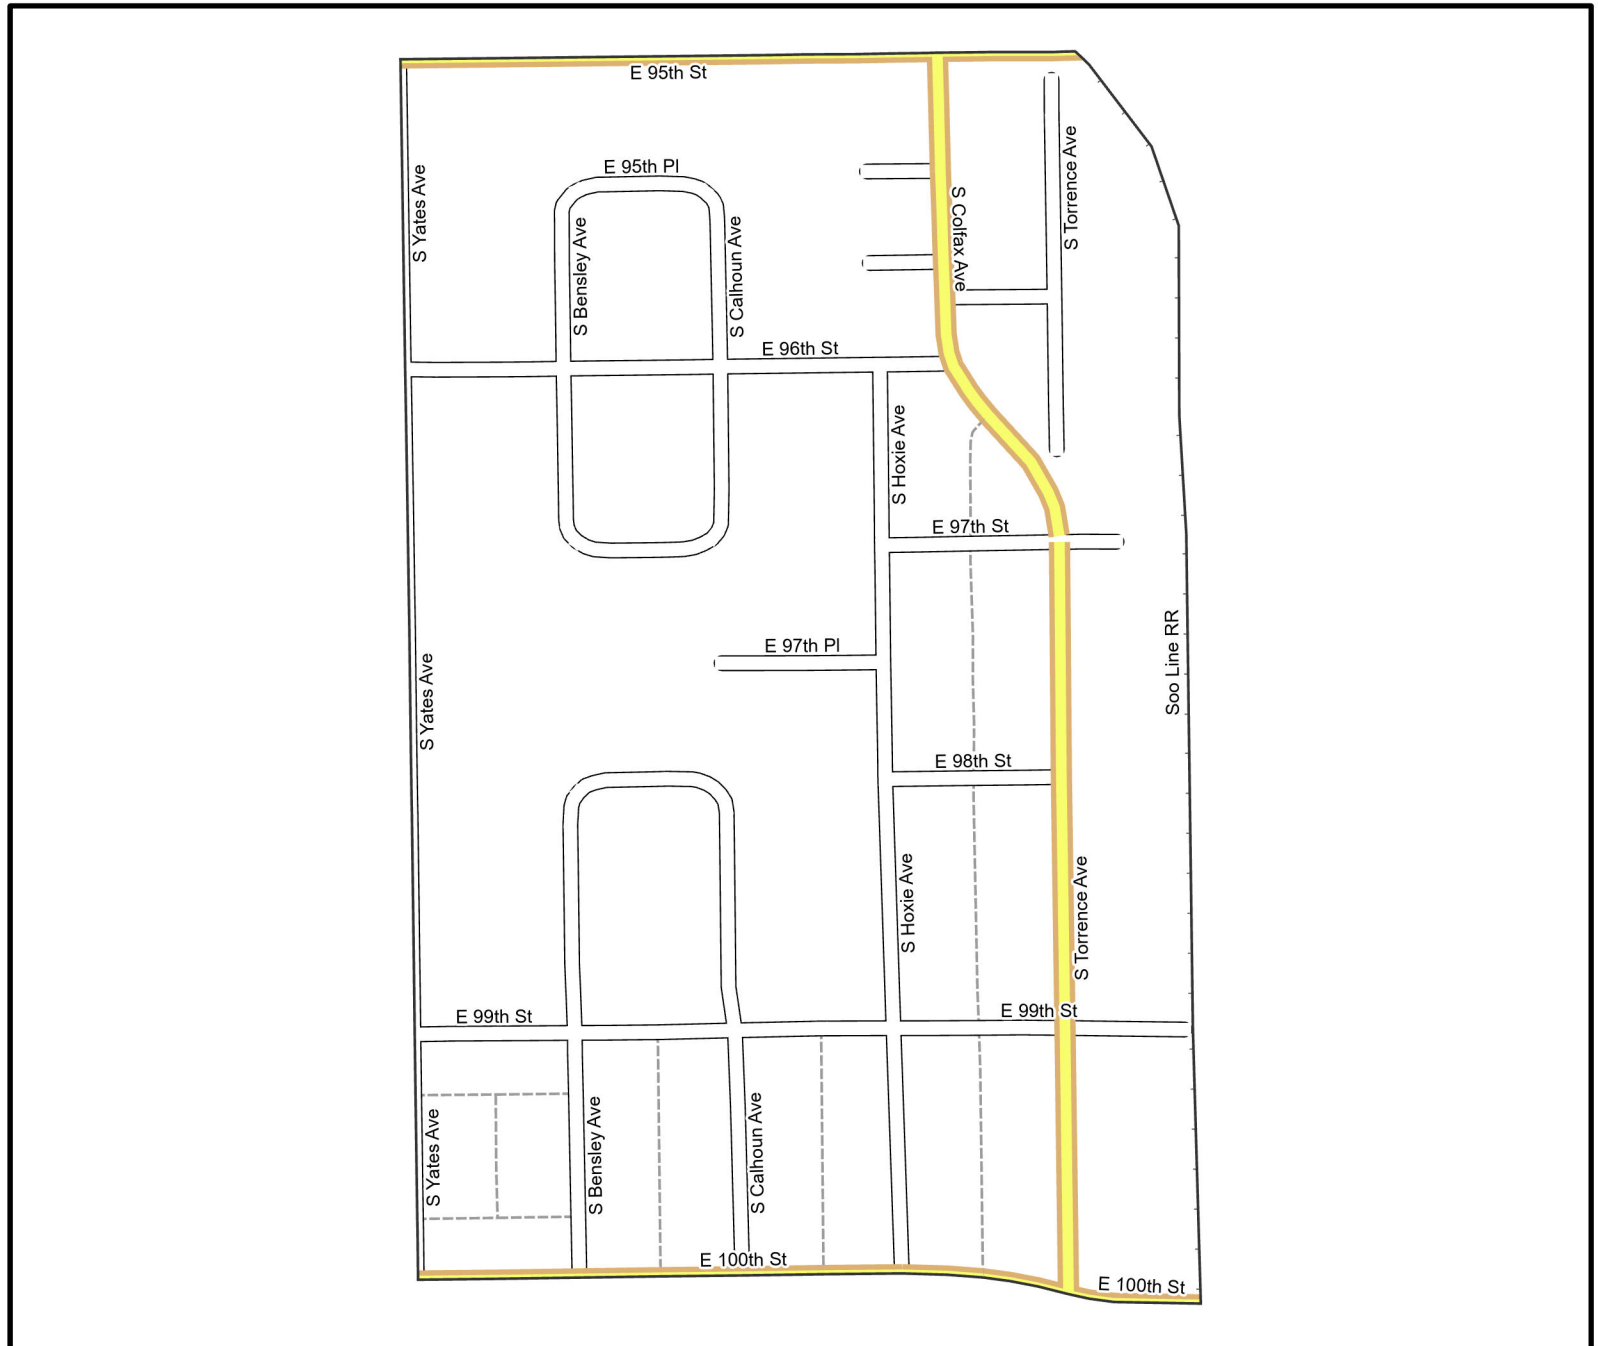 E 95th St
S Yates Ave
E 95th Pl
S Bensley Ave
S Calhoun Ave
S Colfax Ave
S Torrence Ave
E 96th St
S Hoxie Ave
E 97th St
E 97th Pl
S Yates Ave
Soo Line RR
E 98th St
S Hoxie Ave
S Torrence Ave
E 99th St
E 99th St
S Yates Ave
S Bensley Ave
S Calhoun Ave
E 100th St
E 100th St